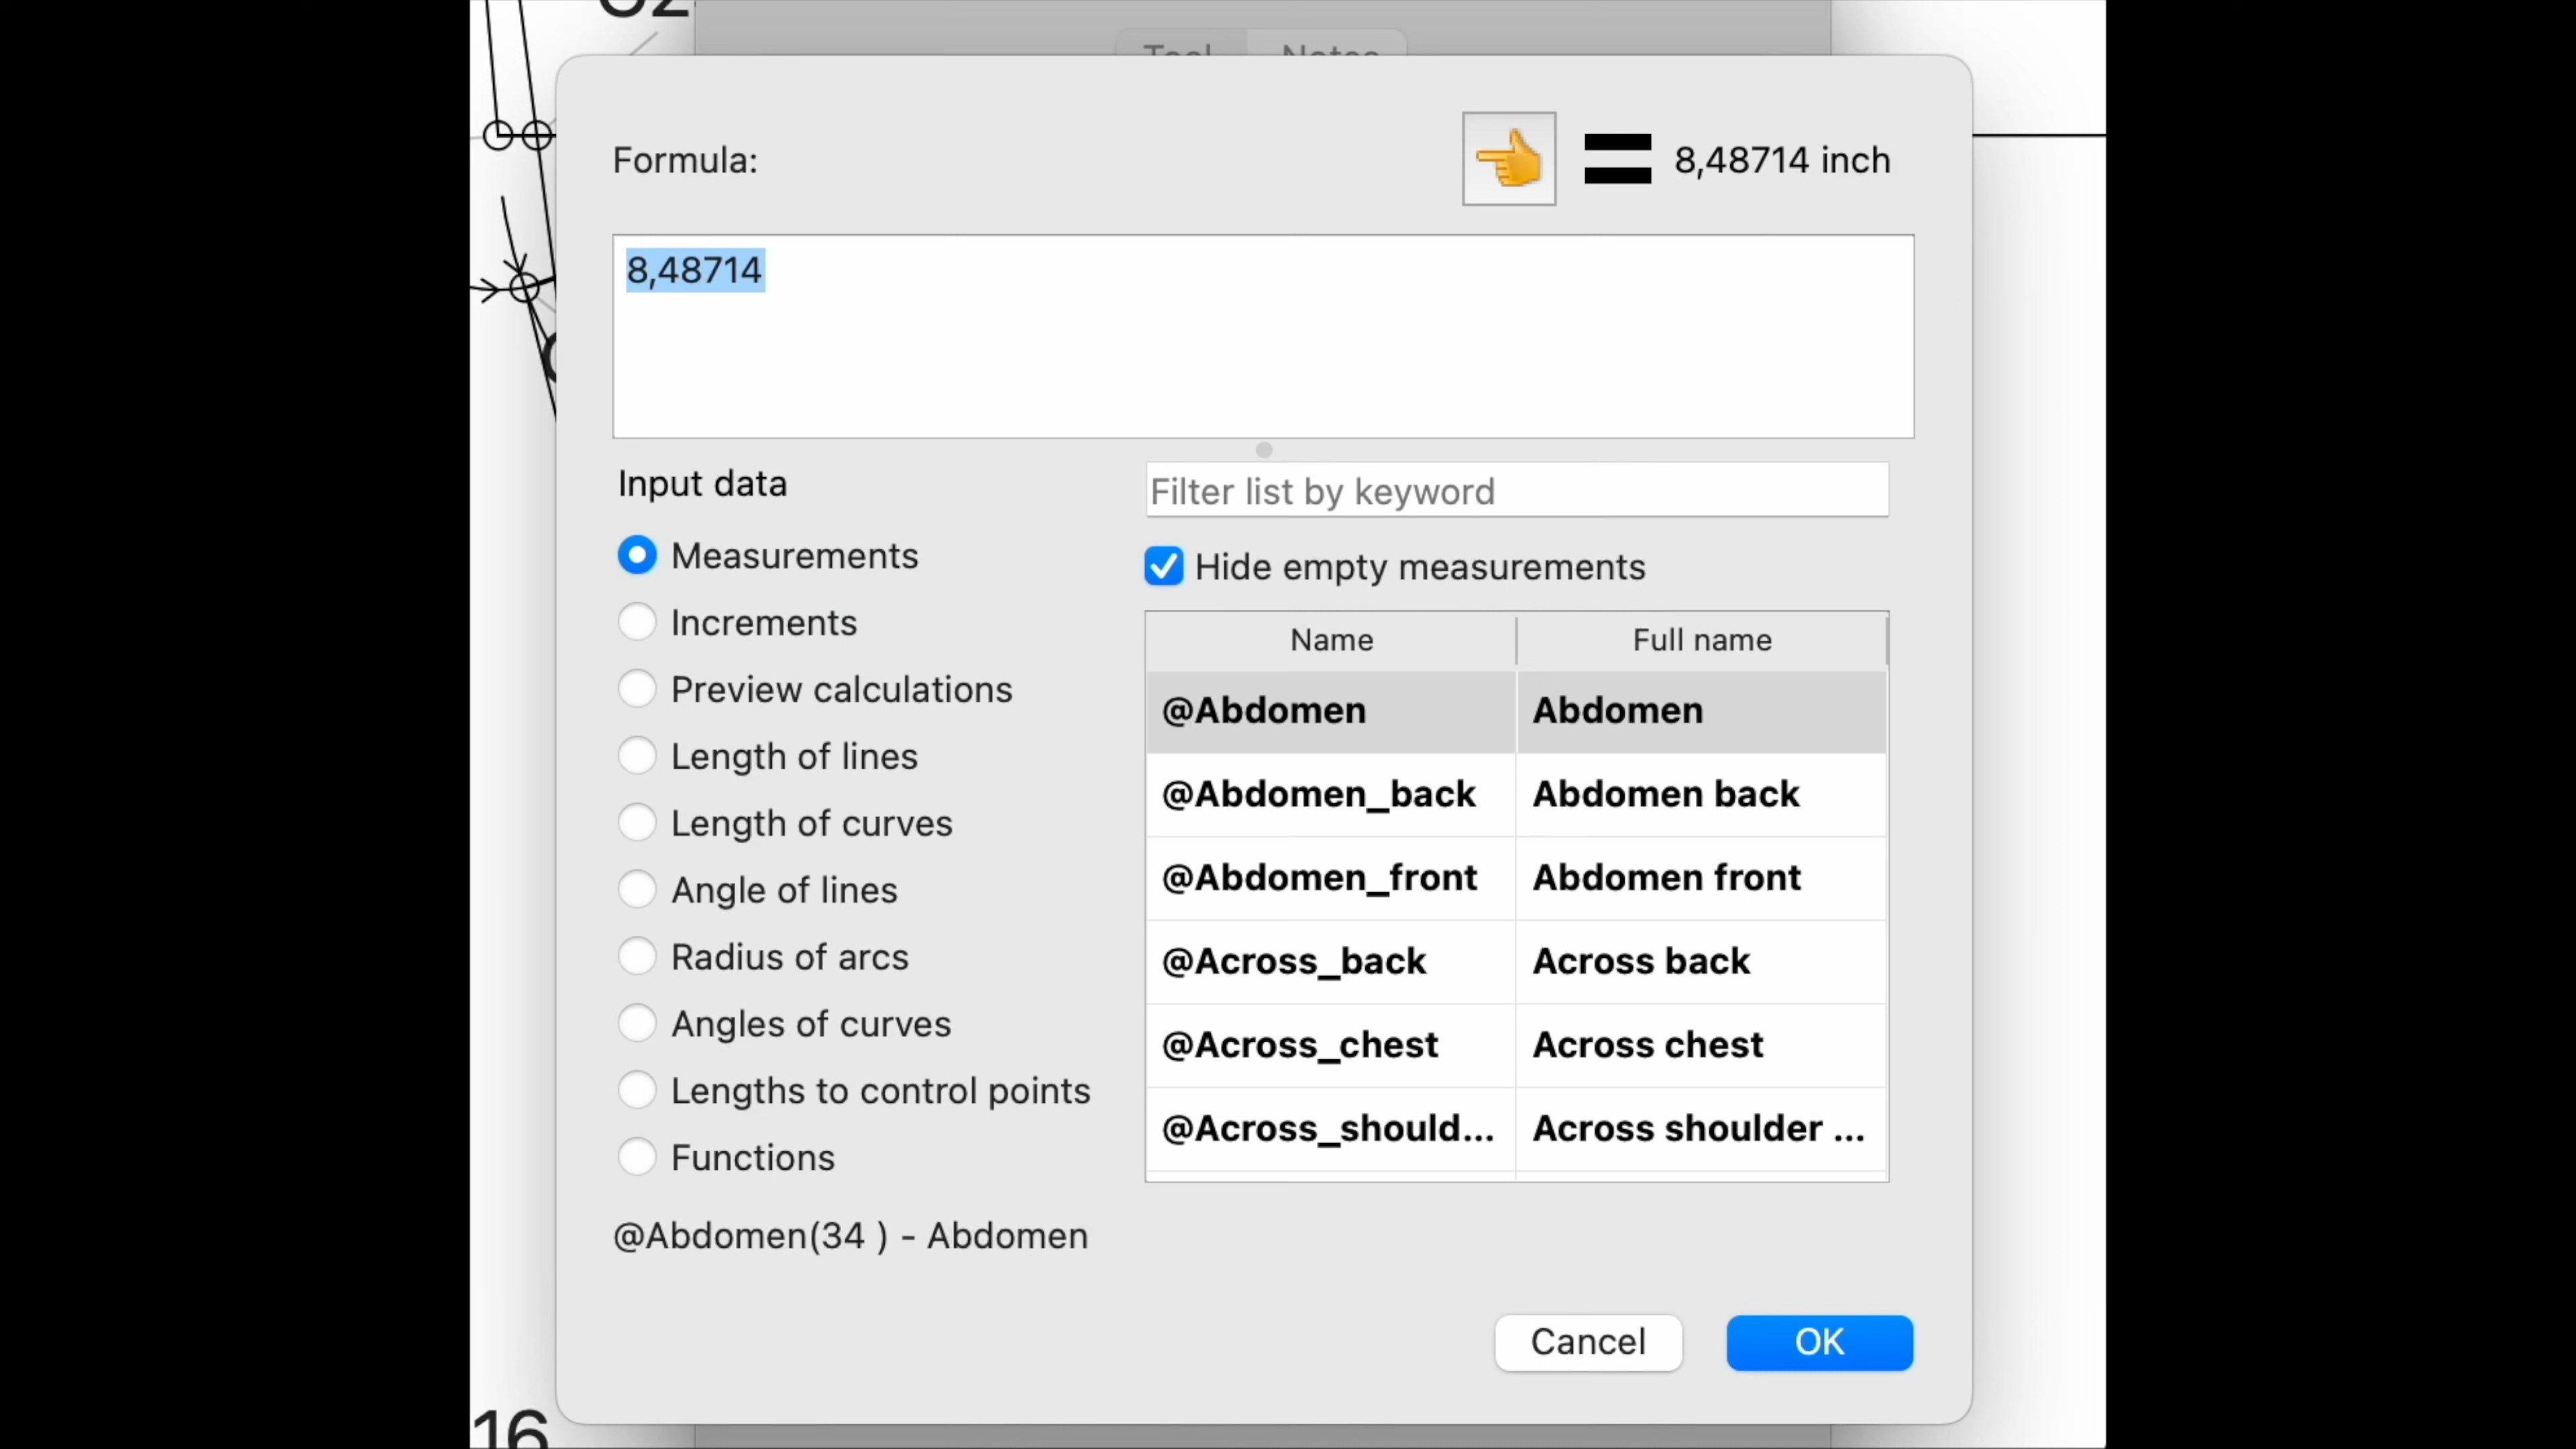 Tool Notes
Formula:
8,48714 inch
8,48714
Input data
Filter list by keyword
Measurements
Hide empty measurements
Increments
Preview calculations
Length of lines
Length of curves
Angle of lines
Radius of arcs
Angles of curves
Lengths to control points
Functions
Name Full name
@Abdomen Abdomen
@Abdomen_back Abdomen back
@Abdomen_front Abdomen front
@Across_back Across back
@Across_chest Across chest
@Across_should... Across shoulder ...
@Abdomen(34 ) - Abdomen
Cancel OK
16